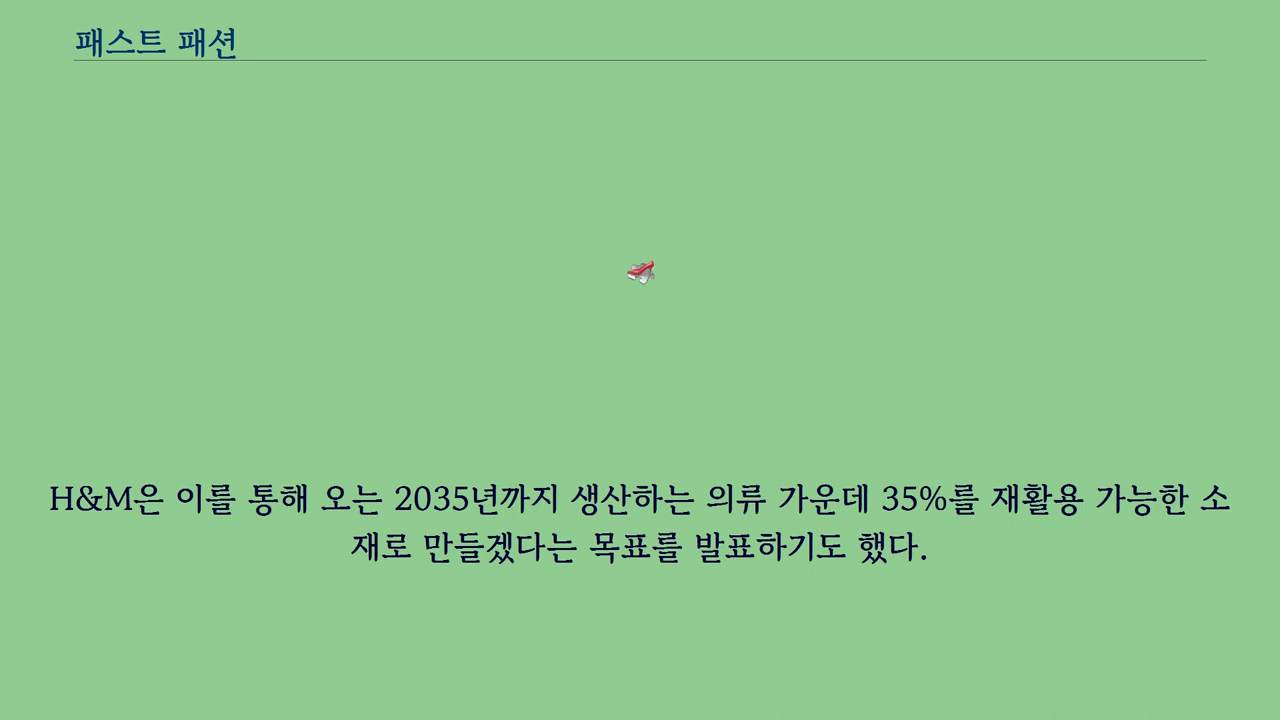 패스트 패션
H&M은 이를 통해 오는 2035년까지 생산하는 의류 가운데 35%를 재활용 가능한 소
재로 만들겠다는 목표를 발표하기도 했다.